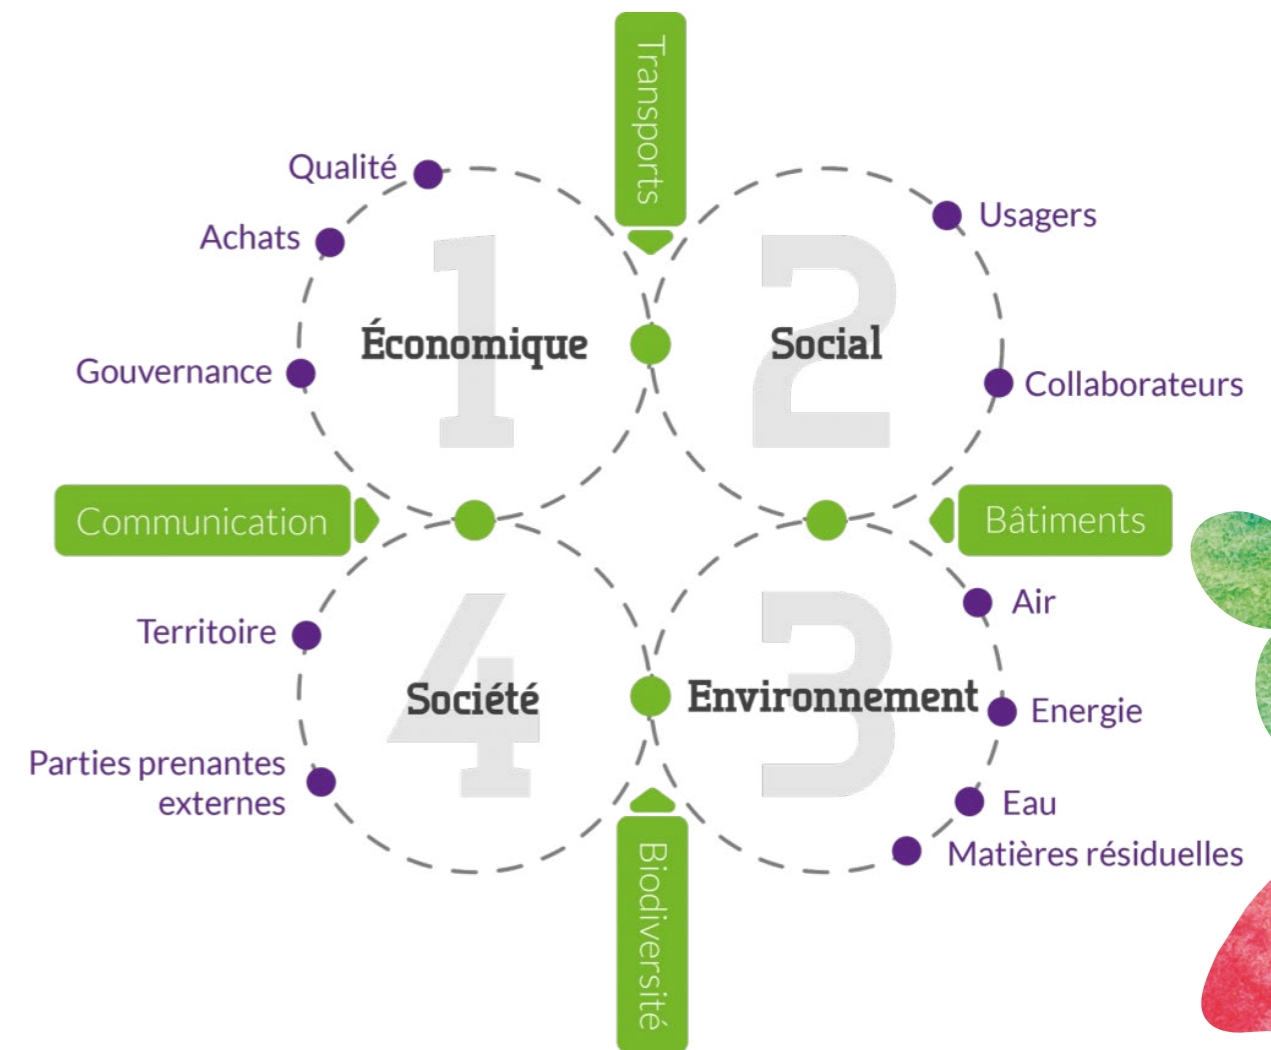 Transports
Qualité
Achats
Gouvernance
1
Économique
2
Social
Usagers
Collaborateurs
Communication
Bâtiments
Territoire
Parties prenantes
externes
4
Société
3
Environnement
Air
Energie
Eau
Matières résiduelles
Biodiversité